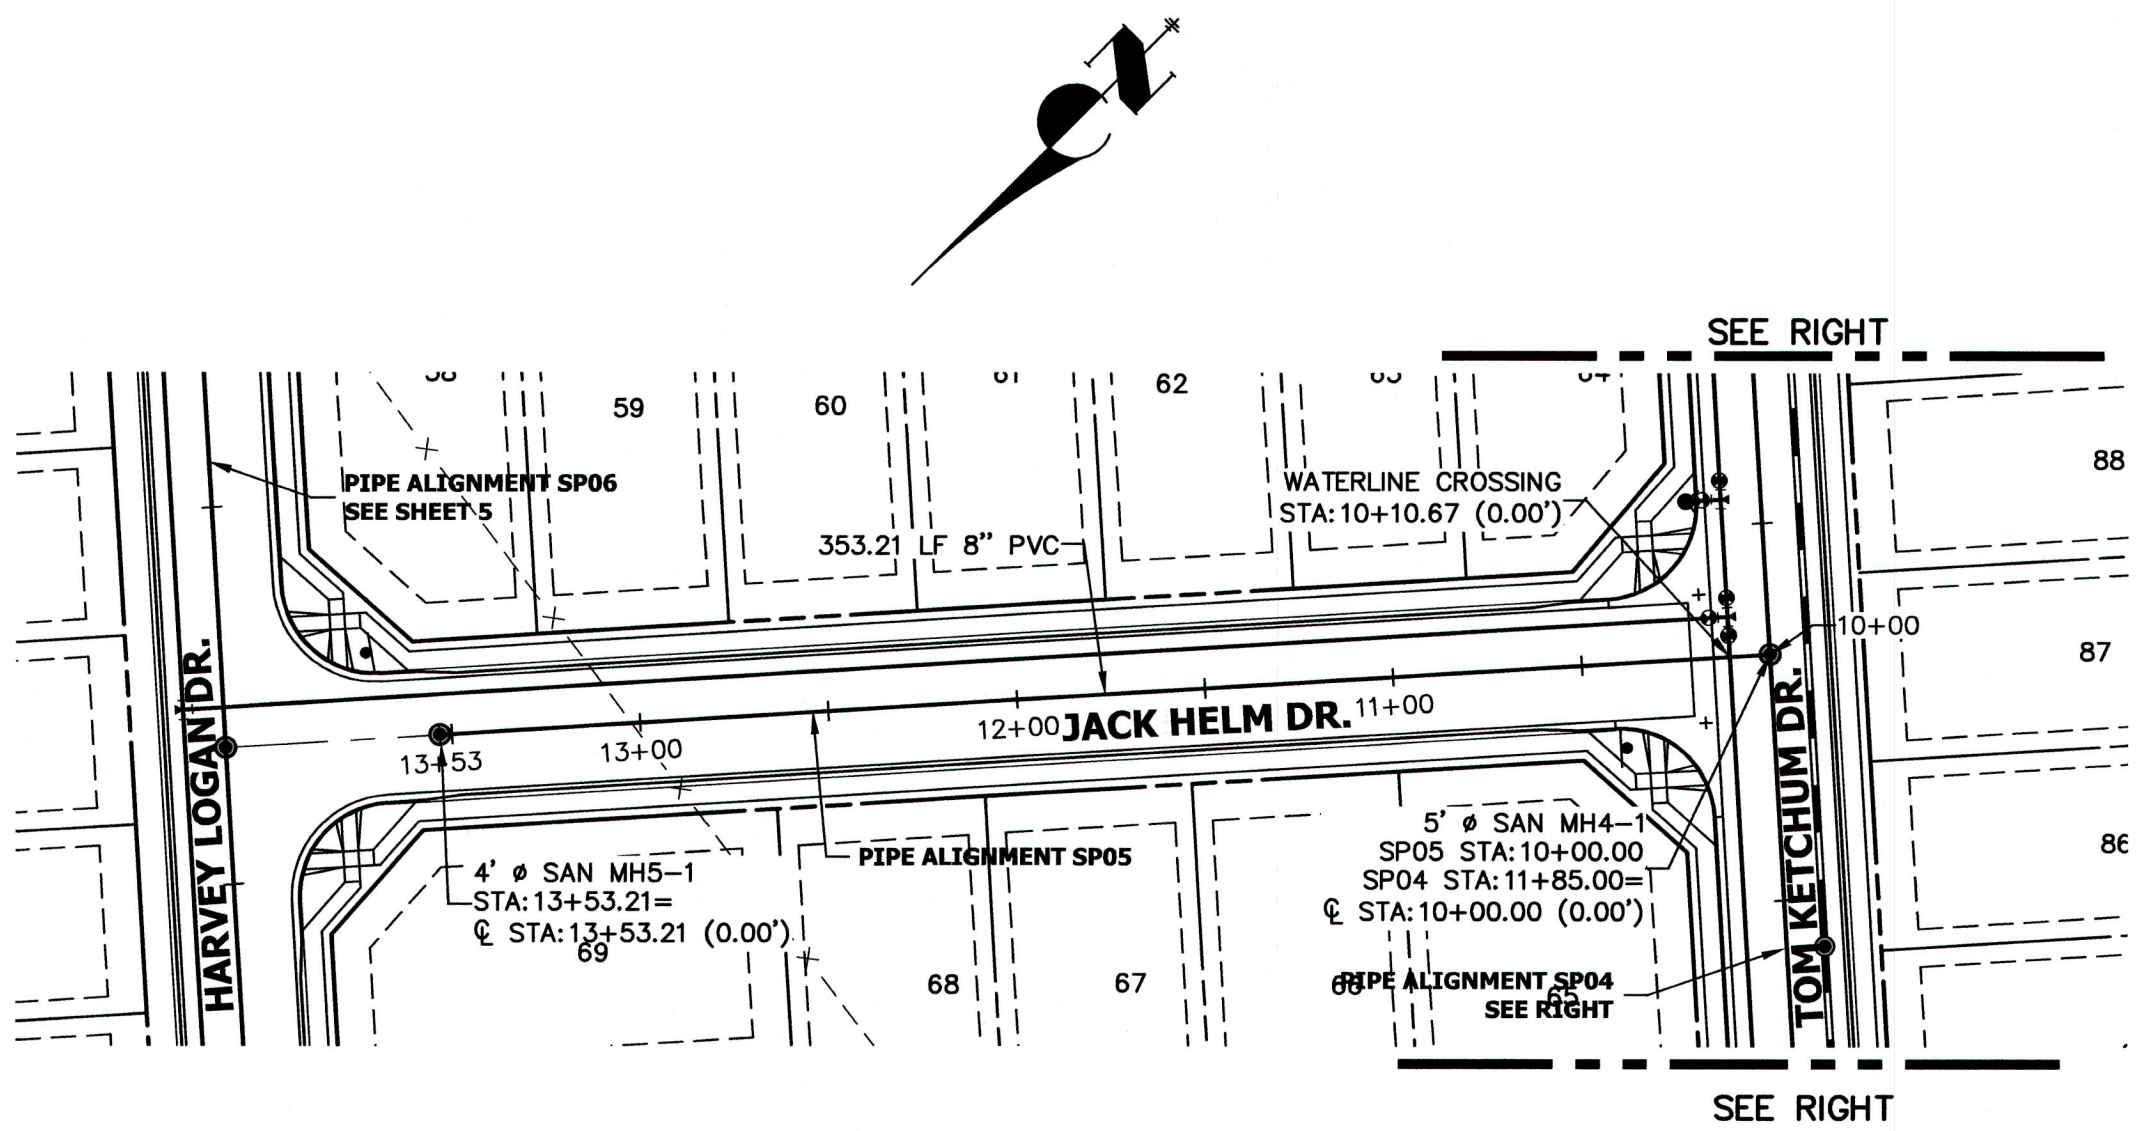 N
SEE RIGHT
59
60
62
88
PIPE ALIGNMENT SP06
SEE SHEET 5
WATERLINE CROSSING
STA:10+10.67 (0.00')
353.21 LF 8" PVC
10+00
87
HARVEY LOGAN DR.
13+53
13+00
12+00
JACK HELM DR.
11+00
TOM KETCHUM DR.
86
PIPE ALIGNMENT SP05
4' ø SAN MH5-1
STA:13+53.21=
℄ STA:13+53.21 (0.00')
69
5' ø SAN MH4-1
SP05 STA:10+00.00
SP04 STA:11+85.00=
℄ STA:10+00.00 (0.00')
68
67
66
65
PIPE ALIGNMENT SP04
SEE RIGHT
SEE RIGHT